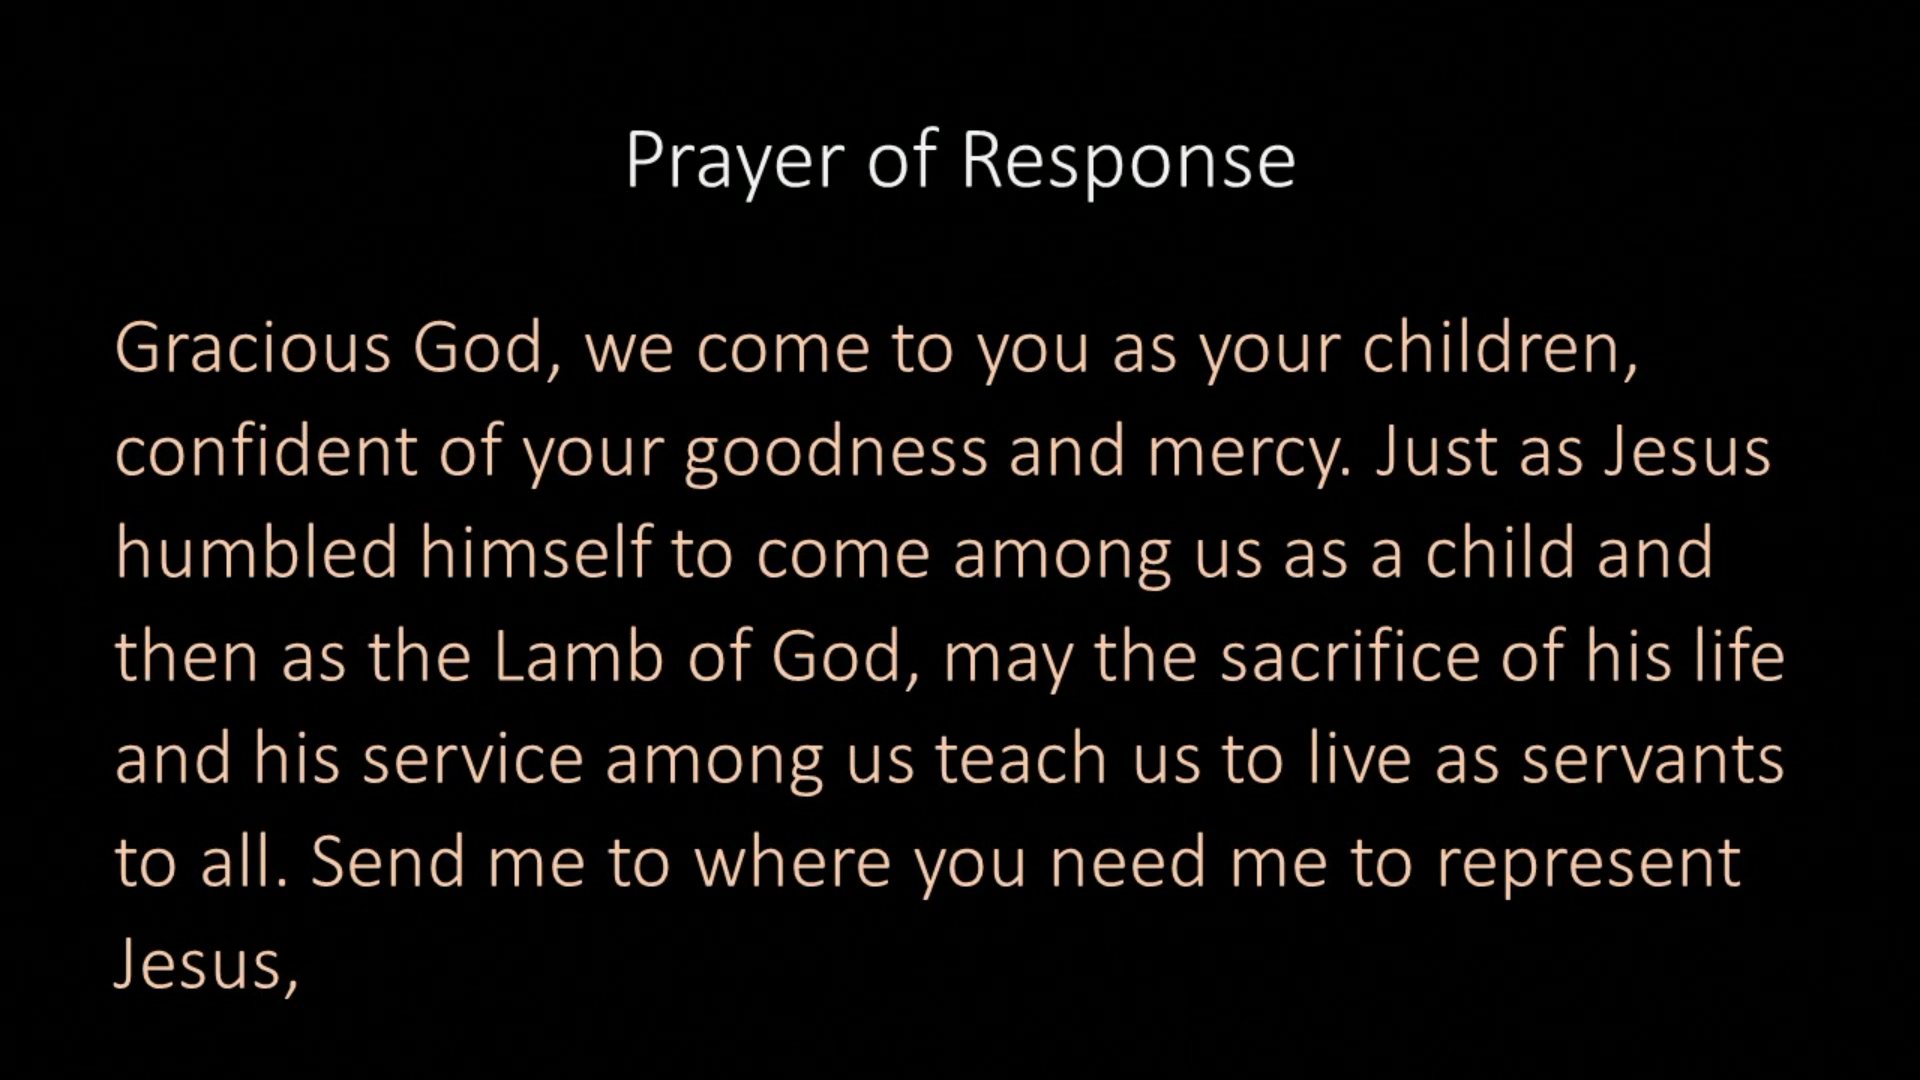 Prayer of Response
Gracious God, we come to you as your children,
confident of your goodness and mercy. Just as Jesus
humbled himself to come among us as a child and
then as the Lamb of God, may the sacrifice of his life
and his service among us teach us to live as servants
to all. Send me to where you need me to represent
Jesus,